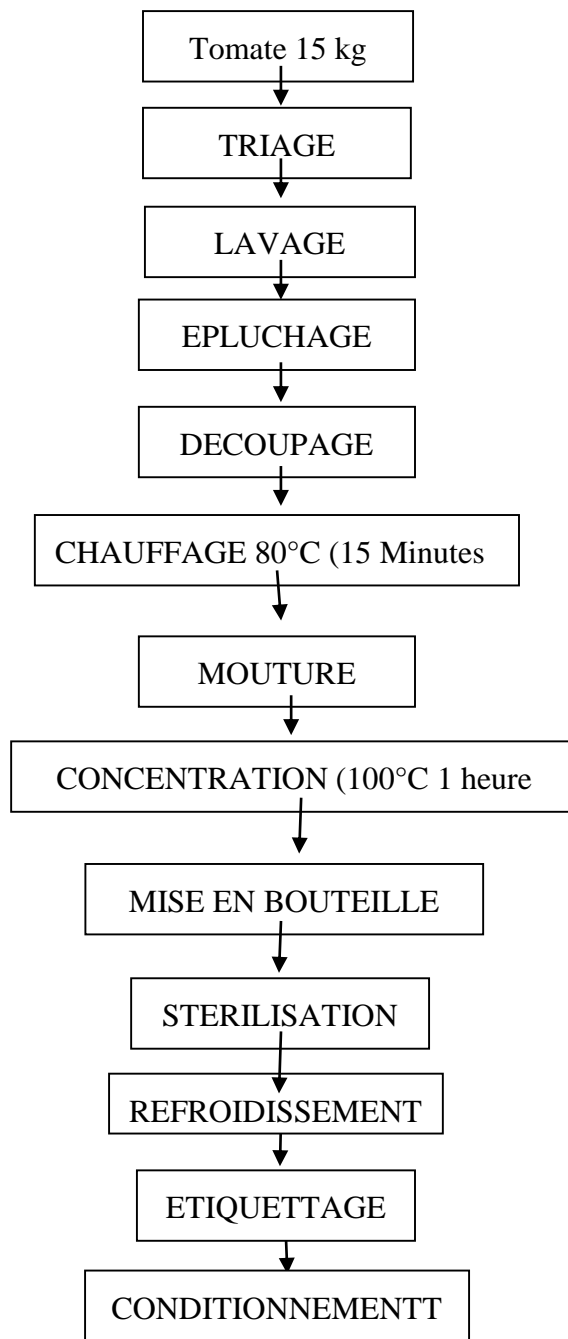 Tomate 15 kg
TRIAGE
LAVAGE
EPLUCHAGE
DECOUPAGE
CHAUFFAGE 80°C (15 Minutes
MOUTURE
CONCENTRATION (100°C 1 heure
MISE EN BOUTEILLE
STERILISATION
REFROIDISSEMENT
ETIQUETTAGE
CONDITIONNEMENTT